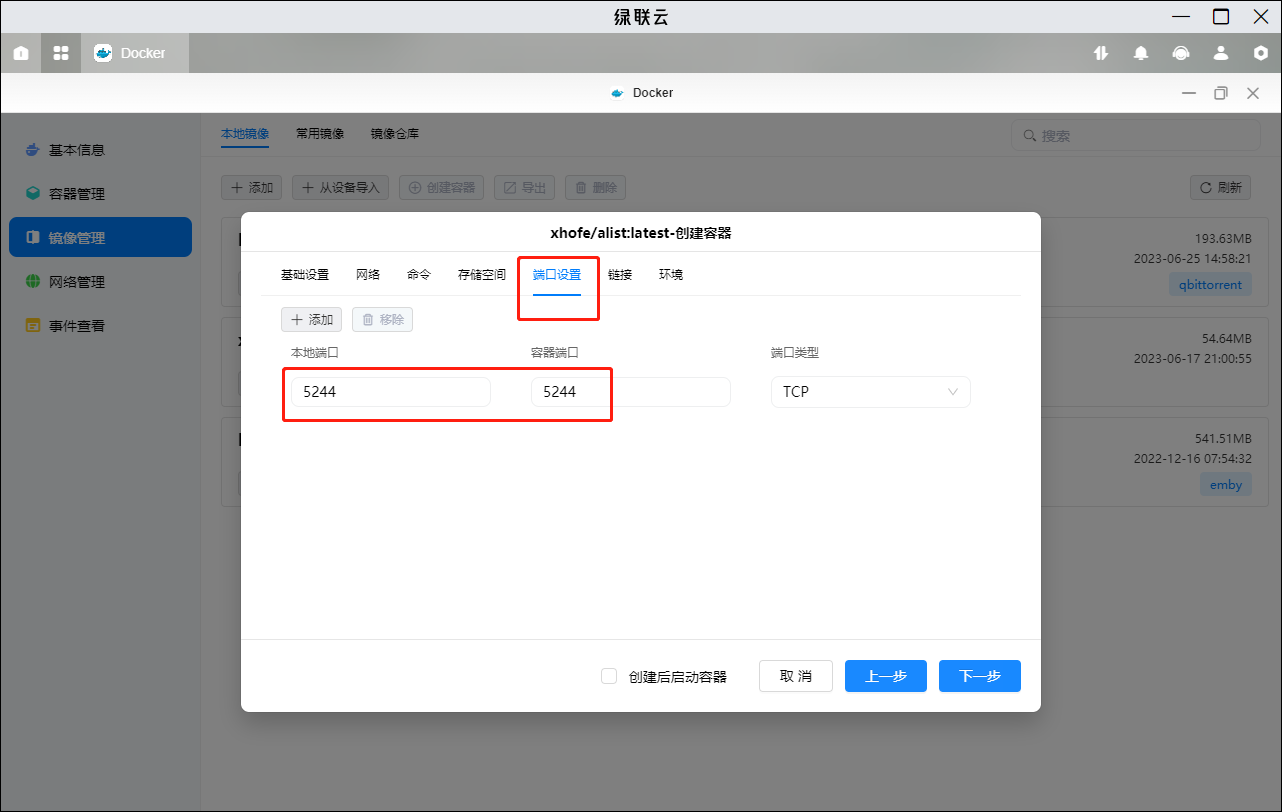 绿联云
Docker
Docker
基本信息
容器管理
镜像管理
网络管理
事件查看
本地镜像 常用镜像 镜像仓库
搜索
添加 从设备导入 创建容器 导出 删除 刷新
193.63MB
2023-06-25 14:58:21
qbittorrent
54.64MB
2023-06-17 21:00:55
541.51MB
2022-12-16 07:54:32
emby
xhofe/alist:latest-创建容器
基础设置 网络 命令 存储空间 端口设置 链接 环境
添加 移除
本地端口 容器端口 端口类型
5244 5244 TCP
创建后启动容器 取消 上一步 下一步